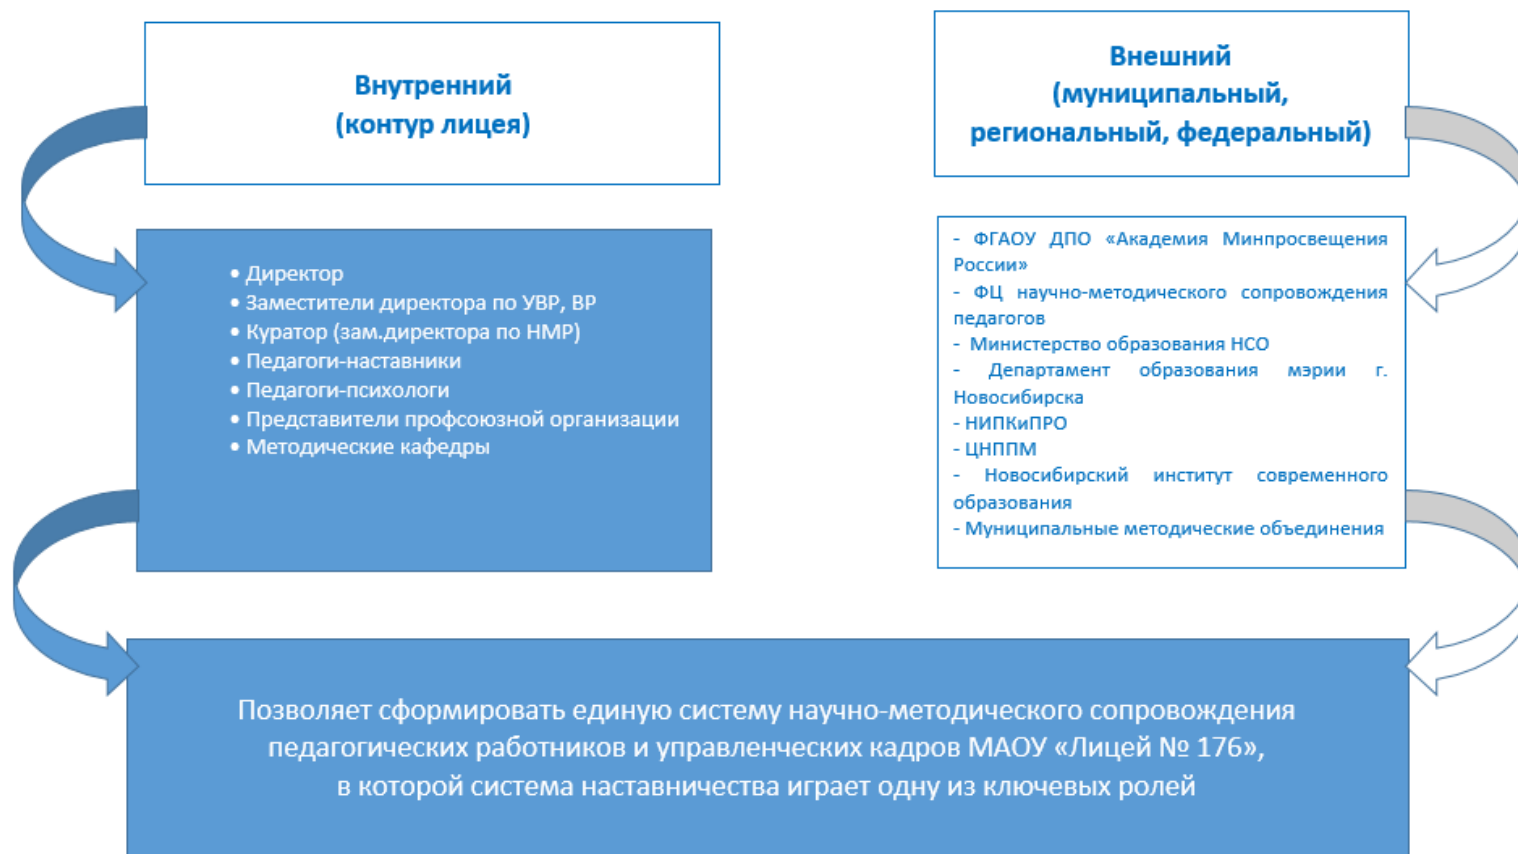 Внутренний
(контур лицея)
Внешний
(муниципальный,
региональный, федеральный)
• Директор
• Заместители директора по УВР, ВР
• Куратор (зам.директора по НМР)
• Педагоги-наставники
• Педагоги-психологи
• Представители профсоюзной организации
• Методические кафедры
- ФГАОУ ДПО «Академия Минпросвещения
России»
- ФЦ научно-методического сопровождения
педагогов
- Министерство образования НСО
- Департамент образования мэрии г.
Новосибирска
- НИПКиПРО
- ЦНППМ
- Новосибирский институт современного
образования
- Муниципальные методические объединения
Позволяет сформировать единую систему научно-методического сопровождения
педагогических работников и управленческих кадров МАОУ «Лицей № 176»,
в которой система наставничества играет одну из ключевых ролей